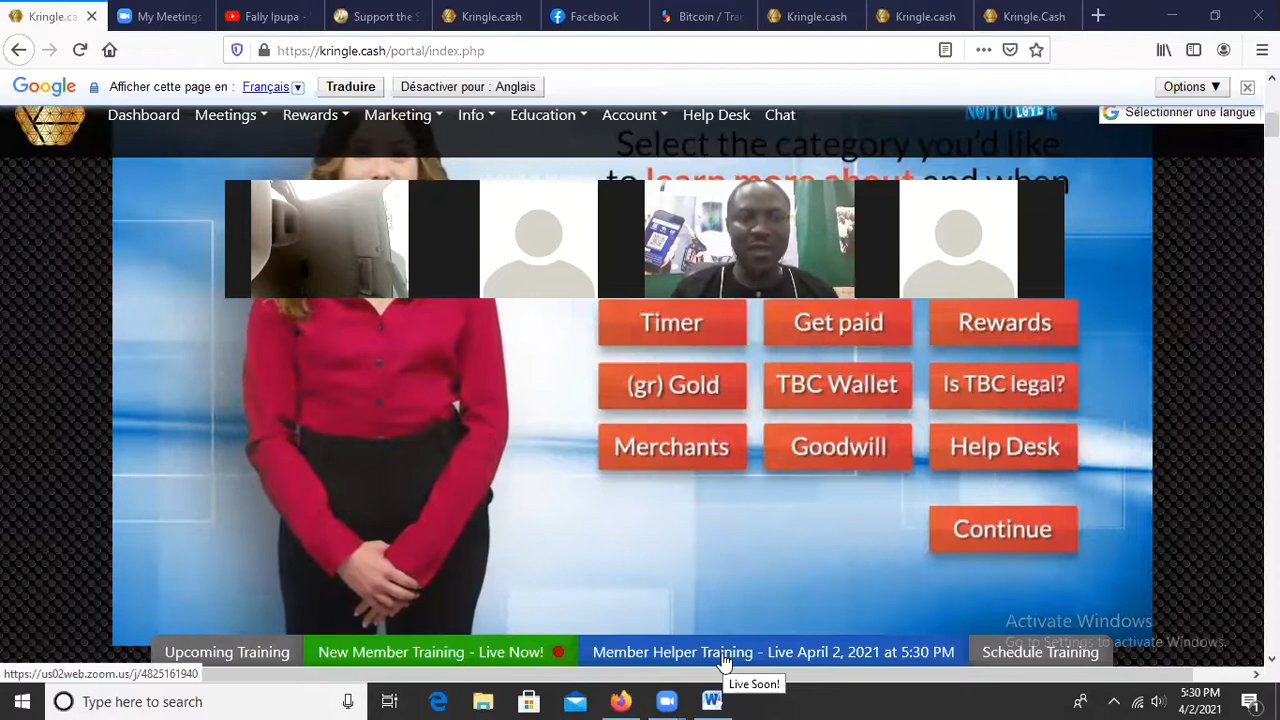 Kringle.c
My Meetings
Fally Ipupa -
Support the S
Kringle.cash
Facebook
Bitcoin / Tra
Kringle.cash
Kringle.cash
Kringle.Cash
https://kringle.cash/portal/index.php
Google
Afficher cette page en : Français
Traduire
Désactiver pour : Anglais
Options ▼
Dashboard
Meetings
Rewards
Marketing
Info
Education
Account
Help Desk
Chat
Sélectionner une langue
Select the category you'd like
to learn more about and when
Timer
Get paid
Rewards
(gr) Gold
TBC Wallet
Is TBC legal?
Merchants
Goodwill
Help Desk
Continue
Activate Windows
Go to Settings to activate Windows.
Upcoming Training
New Member Training - Live Now!
Member Helper Training - Live April 2, 2021 at 5:30 PM
Schedule Training
https://us02web.zoom.us/j/4825161940
Live Soon!
Type here to search
5:30 PM
4/2/2021